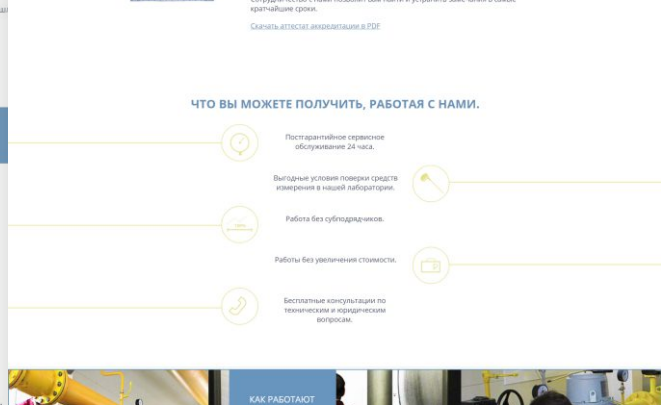 кратчайшие сроки.
Скачать аттестат аккредитации в PDF
ЧТО ВЫ МОЖЕТЕ ПОЛУЧИТЬ, РАБОТАЯ С НАМИ.
Постгарантийное сервисное
обслуживание 24 часа.
Выгодные условия поверки средств
измерения в нашей лаборатории.
Работа без субподрядчиков.
Работы без увеличения стоимости.
Бесплатные консультации по
техническим и юридическим
вопросам.
КАК РАБОТАЮТ